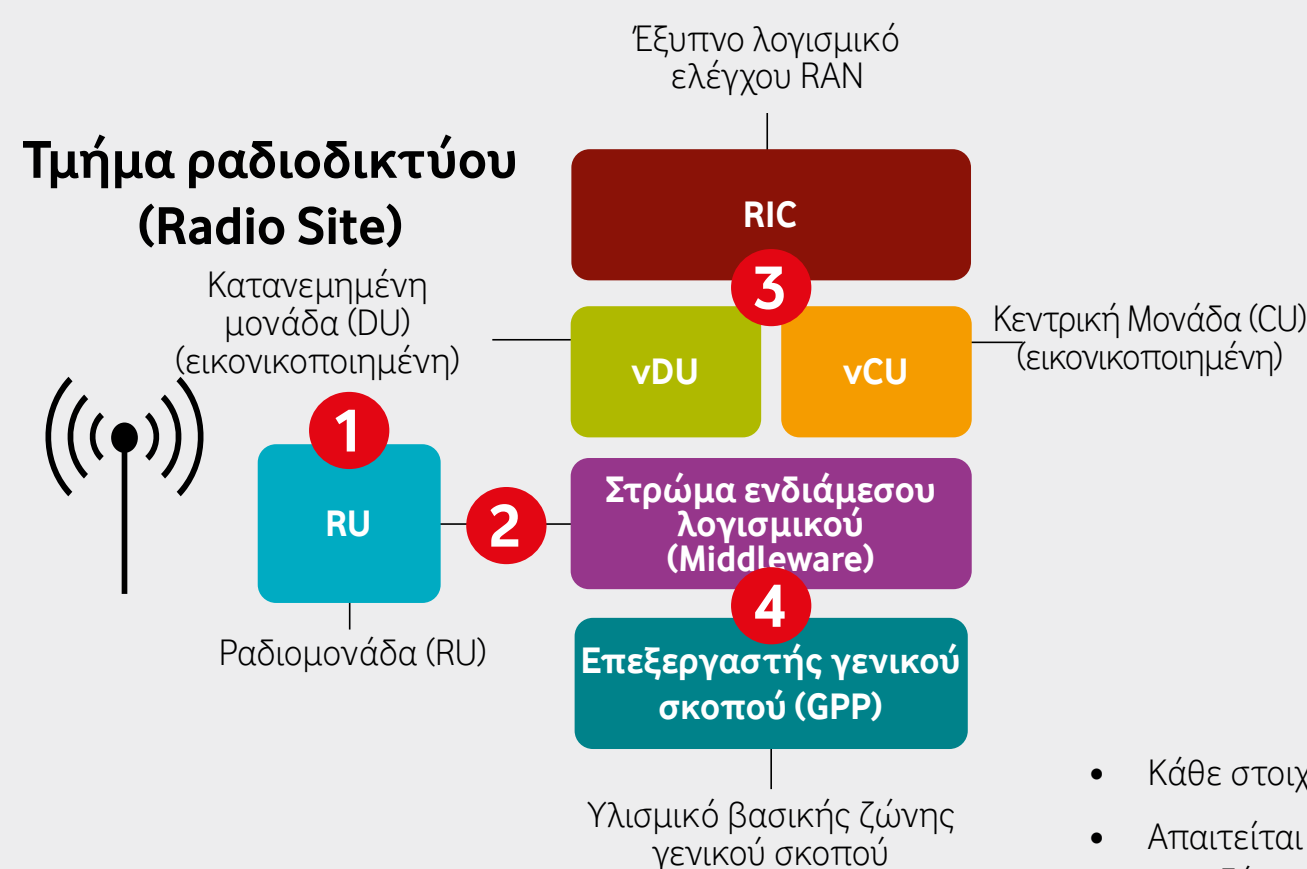 Έξυπνο λογισμικό
ελέγχου RAN
Τμήμα ραδιοδικτύου
(Radio Site)
RIC
3
Κατανεμημένη
μονάδα (DU)
(εικονικοποιημένη)
vDU
vCU
Κεντρική Μονάδα (CU)
(εικονικοποιημένη)
1
RU
2
Στρώμα ενδιάμεσου
λογισμικού
(Middleware)
4
Ραδιομονάδα (RU)
Επεξεργαστής γενικού
σκοπού (GPP)
Υλισμικό βασικής ζώνης
γενικού σκοπού
• Κάθε
• Απαιτείται